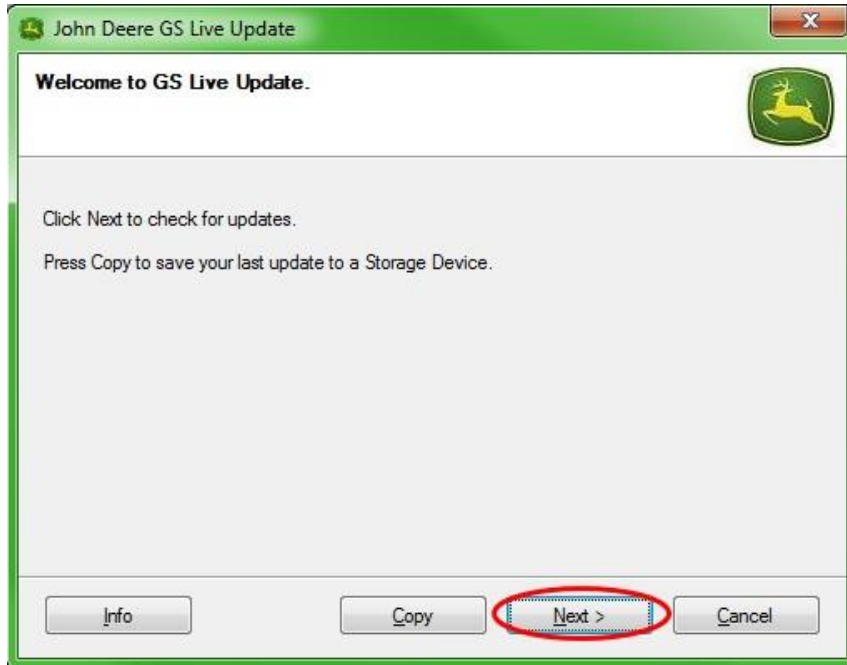 John Deere GS Live Update
Welcome to GS Live Update.
Click Next to check for updates.
Press Copy to save your last update to a Storage Device.
Info
Copy
Next >
Cancel